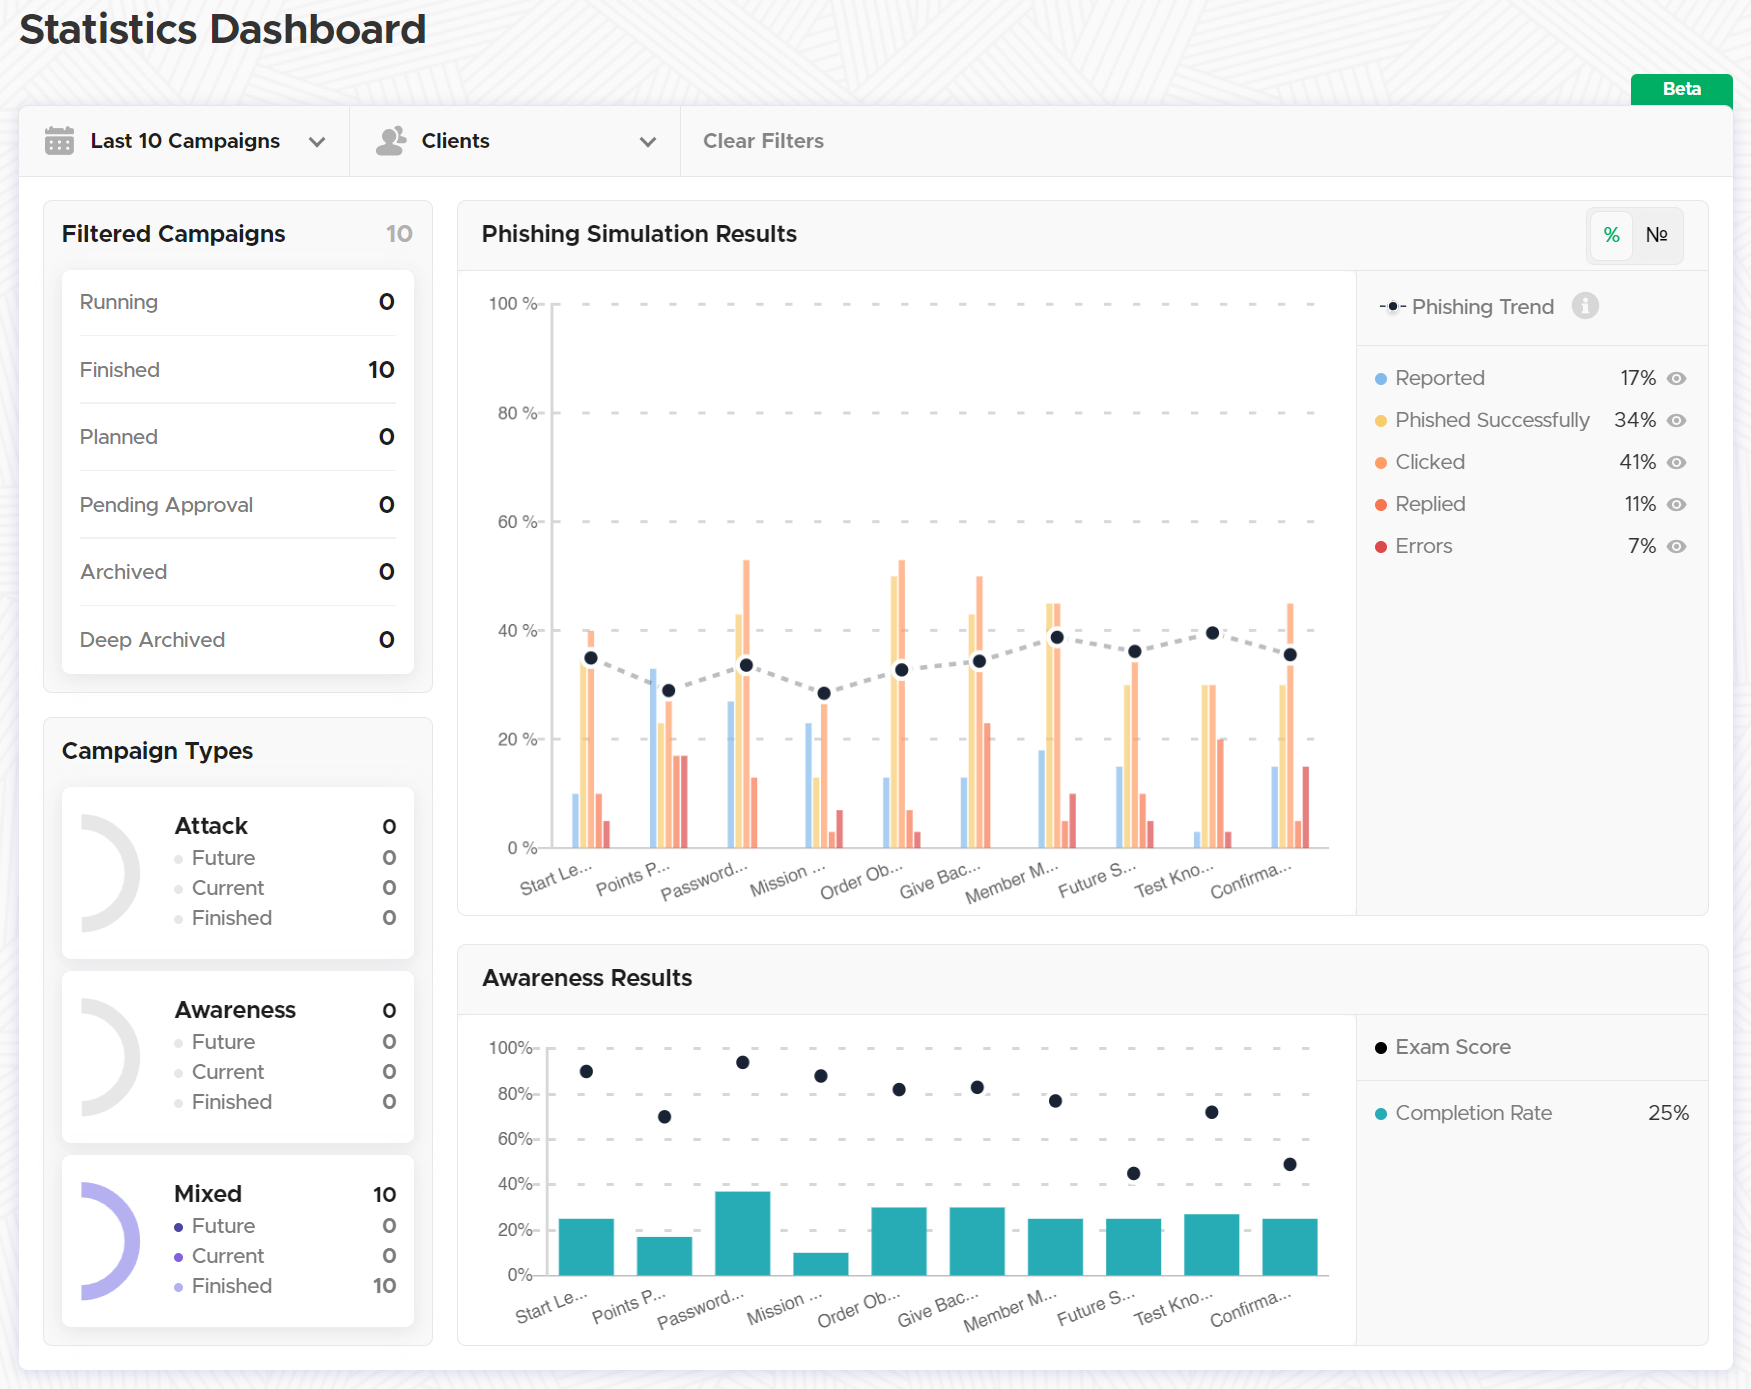 Statistics Dashboard
Beta
Last 10 Campaigns
Clients
Clear Filters
Filtered Campaigns 10
Running 0
Finished 10
Planned 0
Pending Approval 0
Archived 0
Deep Archived 0
Campaign Types
Attack 0
Future 0
Current 0
Finished 0
Awareness 0
Future 0
Current 0
Finished 0
Mixed 10
Future 0
Current 0
Finished 10
Phishing Simulation Results
% №
100 %
80 %
60 %
40 %
20 %
0 %
Start Le...
Points P...
Password...
Mission ...
Order Ob...
Give Bac...
Member M...
Future S...
Test Kno...
Confirma...
Phishing Trend i
Reported 17%
Phished Successfully 34%
Clicked 41%
Replied 11%
Errors 7%
Awareness Results
100%
80%
60%
40%
20%
0%
Start Le...
Points P...
Password...
Mission ...
Order Ob...
Give Bac...
Member M...
Future S...
Test Kno...
Confirma...
Exam Score
Completion Rate 25%